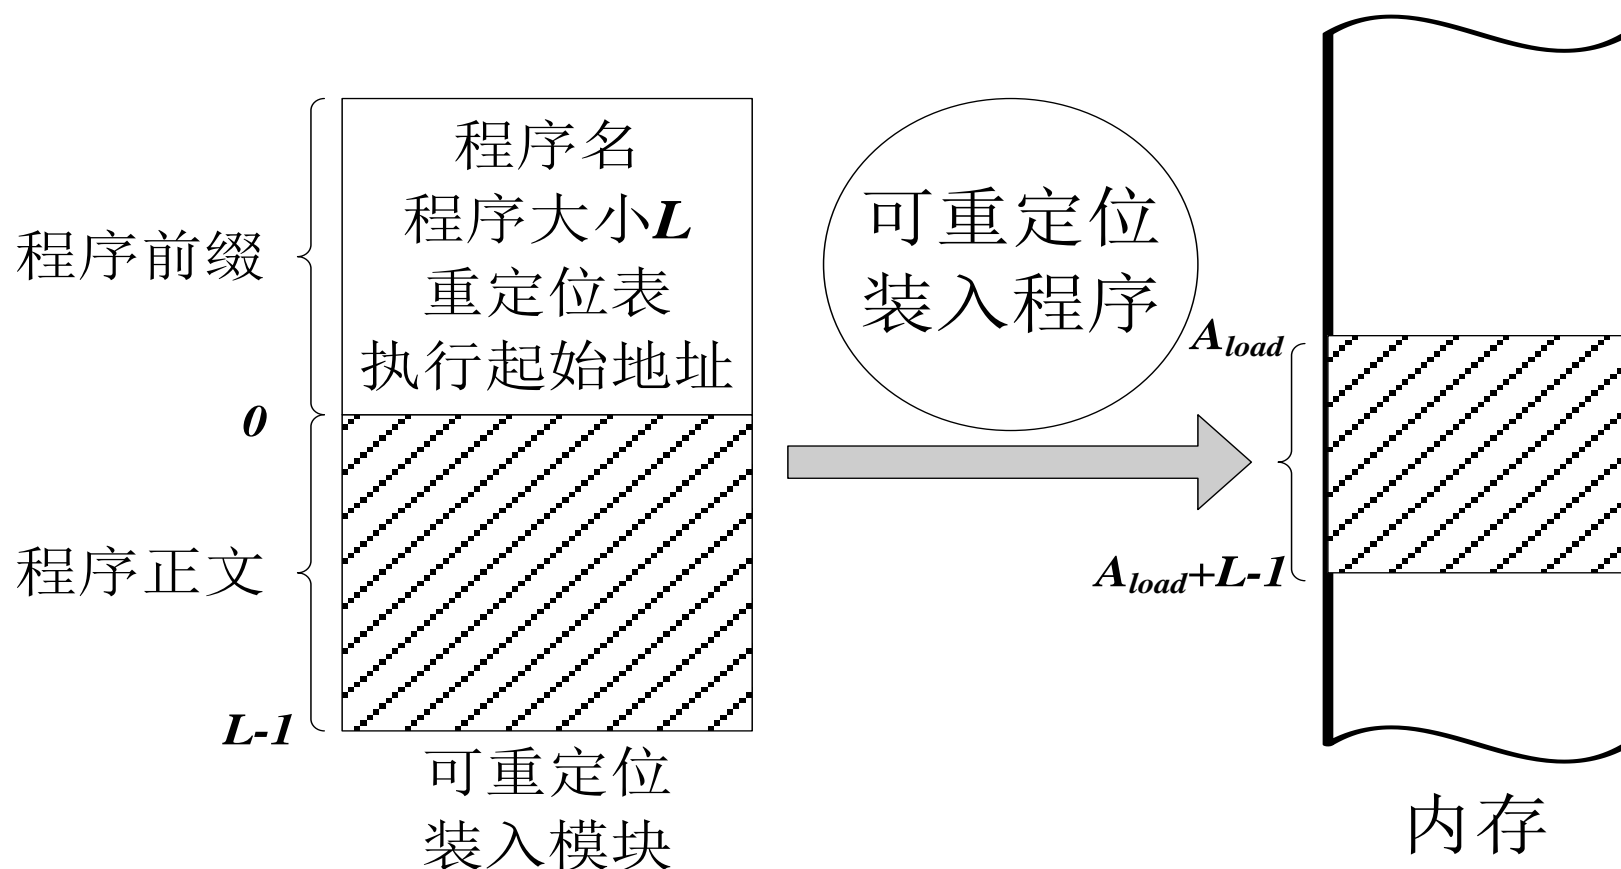 程序名
程序大小L
重定位表
执行起始地址
程序前缀
0
程序正文
L-1
可重定位
装入模块
可重定位
装入程序
Aload
Aload+L-1
内存